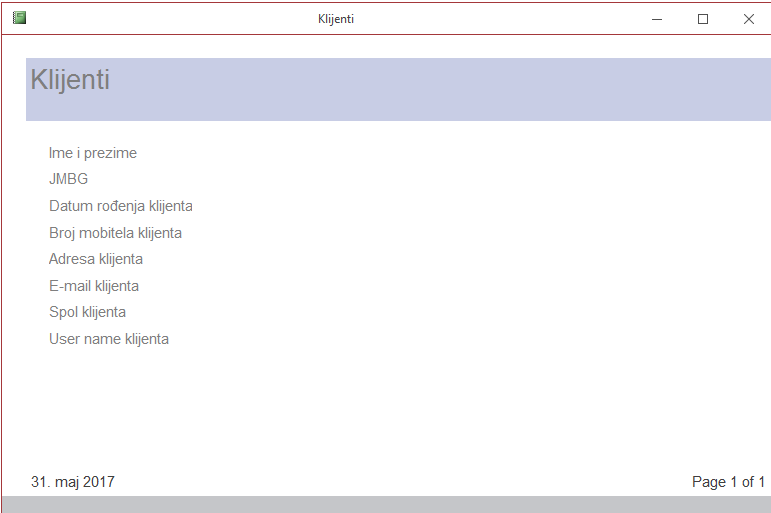 Klijenti
Klijenti
Ime i prezime
JMBG
Datum rođenja klijenta
Broj mobitela klijenta
Adresa klijenta
E-mail klijenta
Spol klijenta
User name klijenta
31. maj 2017
Page 1 of 1